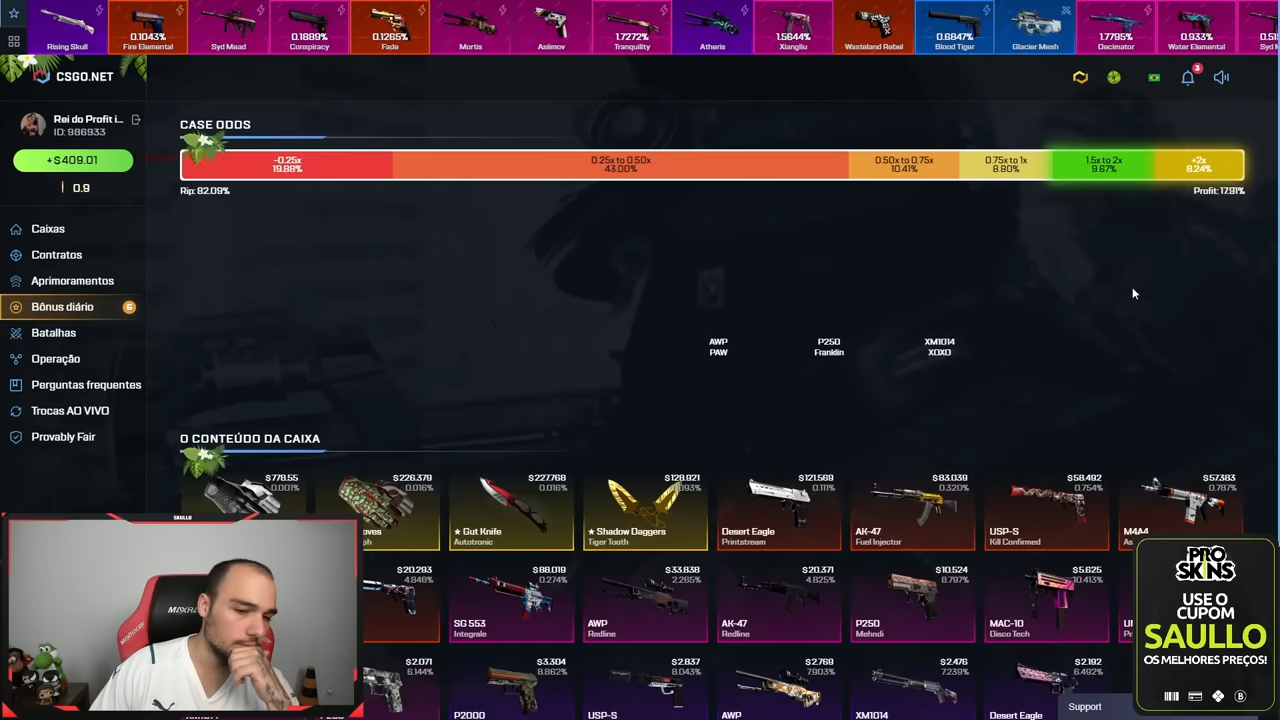 Rising Skull
0.1043%
Fire Elemental
Syd Mead
0.1889%
Conspiracy
0.1265%
Fade
Mortis
Asiimov
1.7272%
Tranquility
Atheris
1.5644%
Xiangliu
Wasteland Rebel
0.6847%
Blood Tiger
Glacier Mesh
1.7795%
Decimator
0.933%
Water Elemental
CSGO.NET
3
Rei do Profit i...
ID: 986933
+$409.01
0.9
Caixas
Contratos
Aprimoramentos
Bônus diário
6
Batalhas
Operação
Perguntas frequentes
Trocas AO VIVO
Provably Fair
CASE ODDS
-0.25x
19.88%
0.25x to 0.50x
43.00%
0.50x to 0.75x
10.41%
0.75x to 1x
8.80%
1.5x to 2x
9.67%
+2x
8.24%
Rip: 82.09%
Profit: 17.91%
AWP
PAW
P250
Franklin
XM1014
XOXO
O CONTEÚDO DA CAIXA
$778.55
0.001%
$226.379
0.016%
$227.768
0.016%
★ Gut Knife
Autotronic
$128.921
★ Shadow Daggers
Tiger Tooth
$121.569
0.111%
Desert Eagle
Printstream
$83.039
0.320%
AK-47
Fuel Injector
$58.492
0.754%
USP-S
Kill Confirmed
$57.383
0.787%
M4A4
$20.293
4.848%
$88.019
0.274%
SG 553
Integrale
$33.838
2.265%
AWP
Redline
$20.371
4.825%
AK-47
Redline
$10.524
8.797%
P250
Mehndi
$5.625
10.413%
MAC-10
Disco Tech
$2.071
6.144%
$3.304
8.862%
P2000
$2.837
8.043%
USP-S
$2.769
7.903%
AWP
$2.476
7.239%
XM1014
$2.192
6.492%
Desert Eagle
Support
SAULLO
PRO
SKINS
USE O
CUPOM
SAULLO
OS MELHORES PREÇOS!